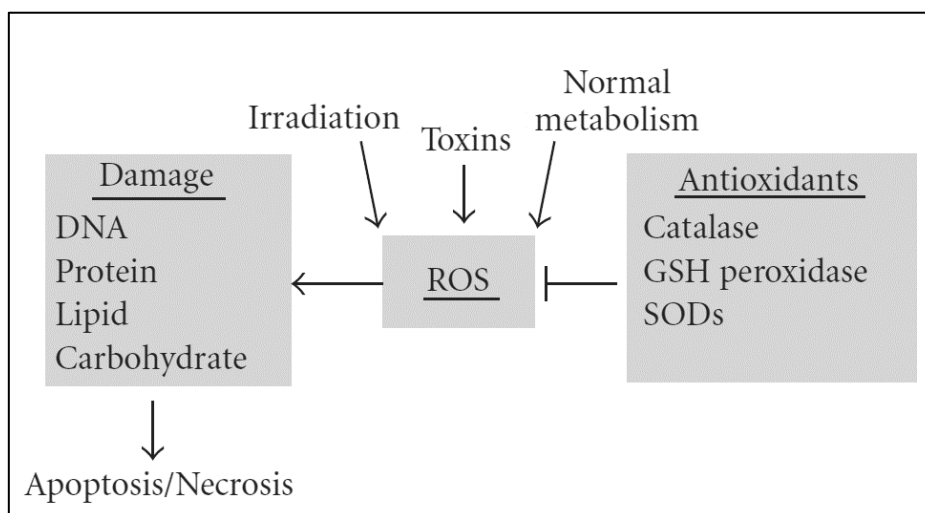 Irradiation
Toxins
Normal
metabolism
Damage
DNA
Protein
Lipid
Carbohydrate
ROS
Antioxidants
Catalase
GSH peroxidase
SODs
Apoptosis/Necrosis